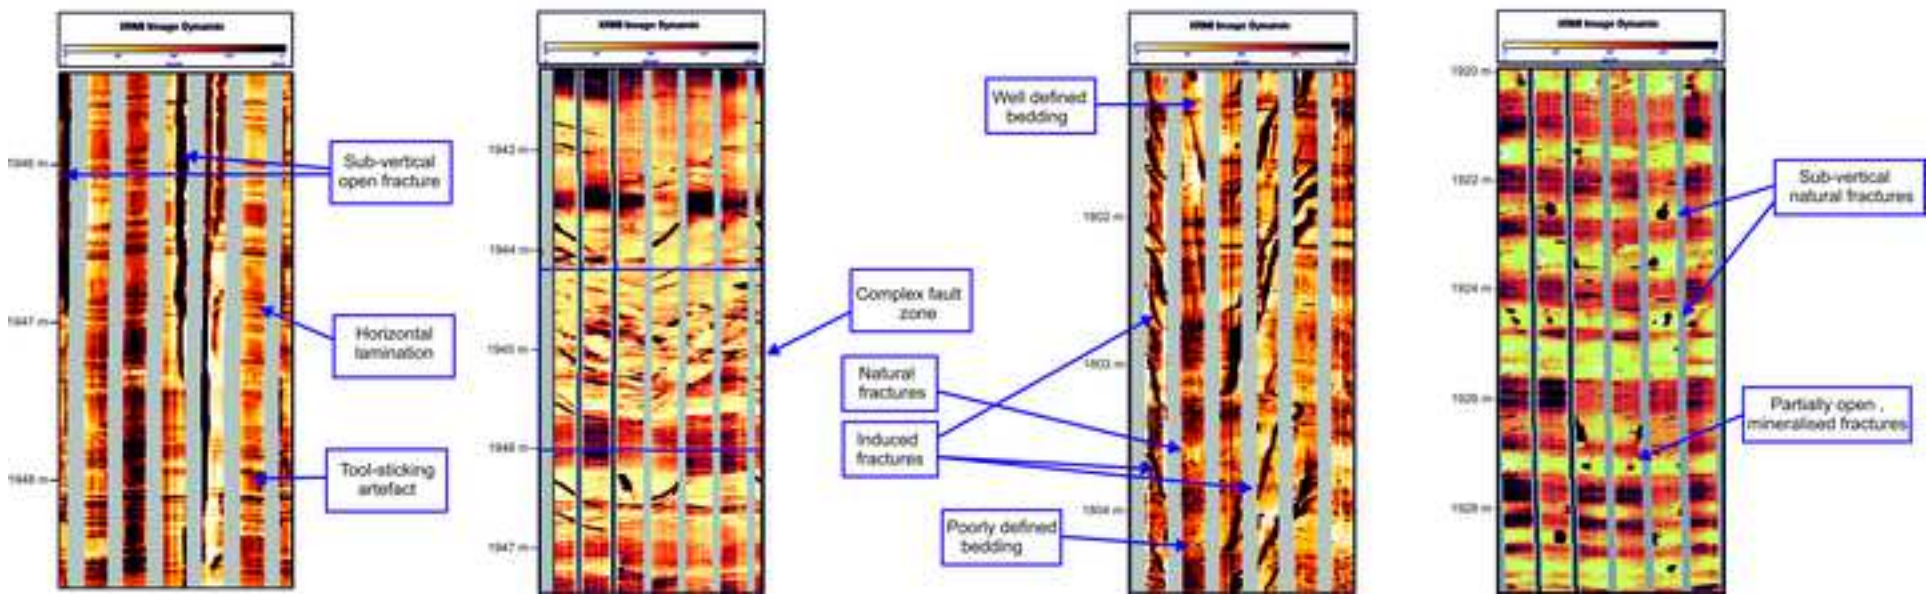 XRMI Image Dynamic
1946 m
1947 m
1948 m
Sub-vertical
open fracture
Horizontal
lamination
Tool-sticking
artefact
XRMI Image Dynamic
1943 m
1944 m
1945 m
1946 m
1947 m
Complex fault
zone
XRMI Image Dynamic
1802 m
1803 m
1804 m
Well defined
bedding
Natural
fractures
Induced
fractures
Poorly defined
bedding
XRMI Image Dynamic
1920 m
1922 m
1924 m
1926 m
1928 m
Sub-vertical
natural fractures
Partially open ,
mineralised fractures